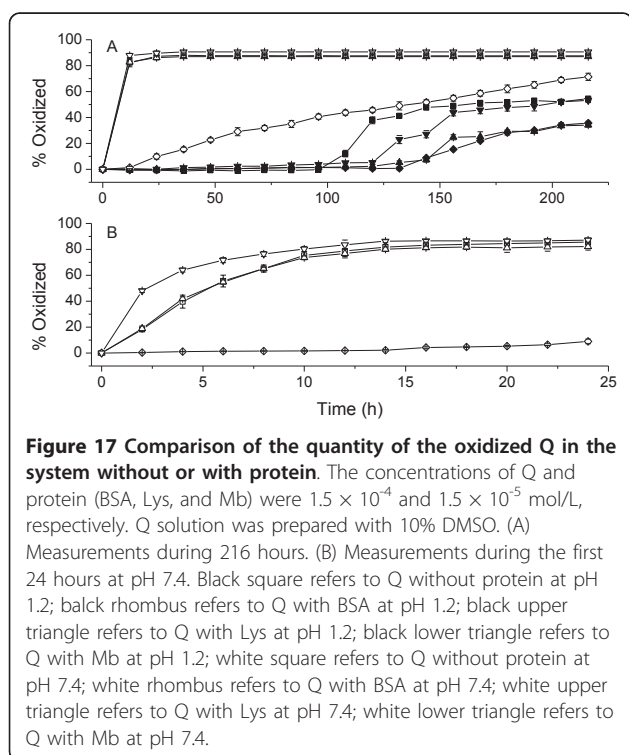 100
80
60
40
20
0
% Oxidized
A
0 50 100 150 200
100
80
60
40
20
0
% Oxidized
B
0 5 10 15 20 25
Time (h)
Figure 17 Comparison of the quantity of the oxidized Q in the
system without or with protein. The concentrations of Q and
protein (BSA, Lys, and Mb) were 1.5 × 10⁻⁴ and 1.5 × 10⁻⁵ mol/L,
respectively. Q solution was prepared with 10% DMSO. (A)
Measurements during 216 hours. (B) Measurements during the first
24 hours at pH 7.4. Black square refers to Q without protein at pH
1.2; balck rhombus refers to Q with BSA at pH 1.2; black upper
triangle refers to Q with Lys at pH 1.2; black lower triangle refers to
Q with Mb at pH 1.2; white square refers to Q without protein at
pH 7.4; white rhombus refers to Q with BSA at pH 7.4; white upper
triangle refers to Q with Lys at pH 7.4; white lower triangle refers to
Q with Mb at pH 7.4.